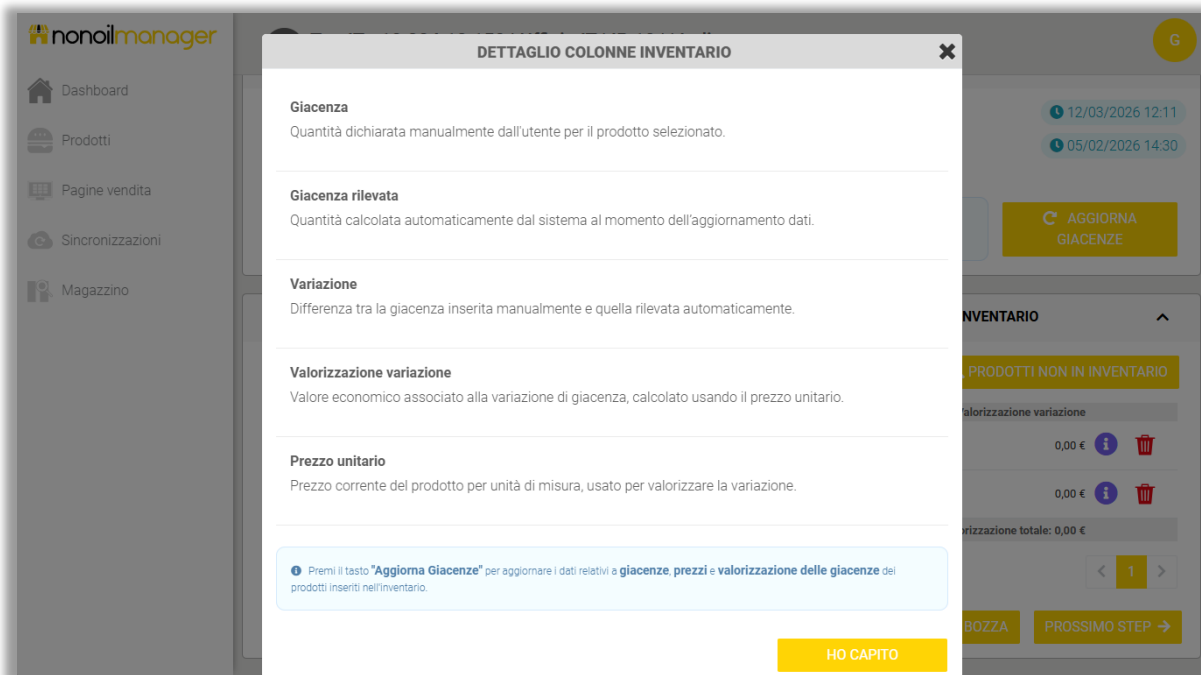 nonoilmanager
G
DETTAGLIO COLONNE INVENTARIO
Dashboard
Prodotti
Pagine vendita
Sincronizzazioni
Magazzino
12/03/2026 12:11
05/02/2026 14:30
AGGIORNA
GIACENZE
Giacenza
Quantità dichiarata manualmente dall'utente per il prodotto selezionato.
Giacenza rilevata
Quantità calcolata automaticamente dal sistema al momento dell'aggiornamento dati.
Variazione
Differenza tra la giacenza inserita manualmente e quella rilevata automaticamente.
Valorizzazione variazione
Valore economico associato alla variazione di giacenza, calcolato usando il prezzo unitario.
Prezzo unitario
Prezzo corrente del prodotto per unità di misura, usato per valorizzare la variazione.
Premi il tasto "Aggiorna Giacenze" per aggiornare i dati relativi a giacenze, prezzi e valorizzazione delle giacenze dei
prodotti inseriti nell'inventario.
HO CAPITO
NVENTARIO
PRODOTTI NON IN INVENTARIO
alorizzazione variazione
0,00 €
0,00 €
orizzazione totale: 0,00 €
< 1 >
BOZZA
PROSSIMO STEP →